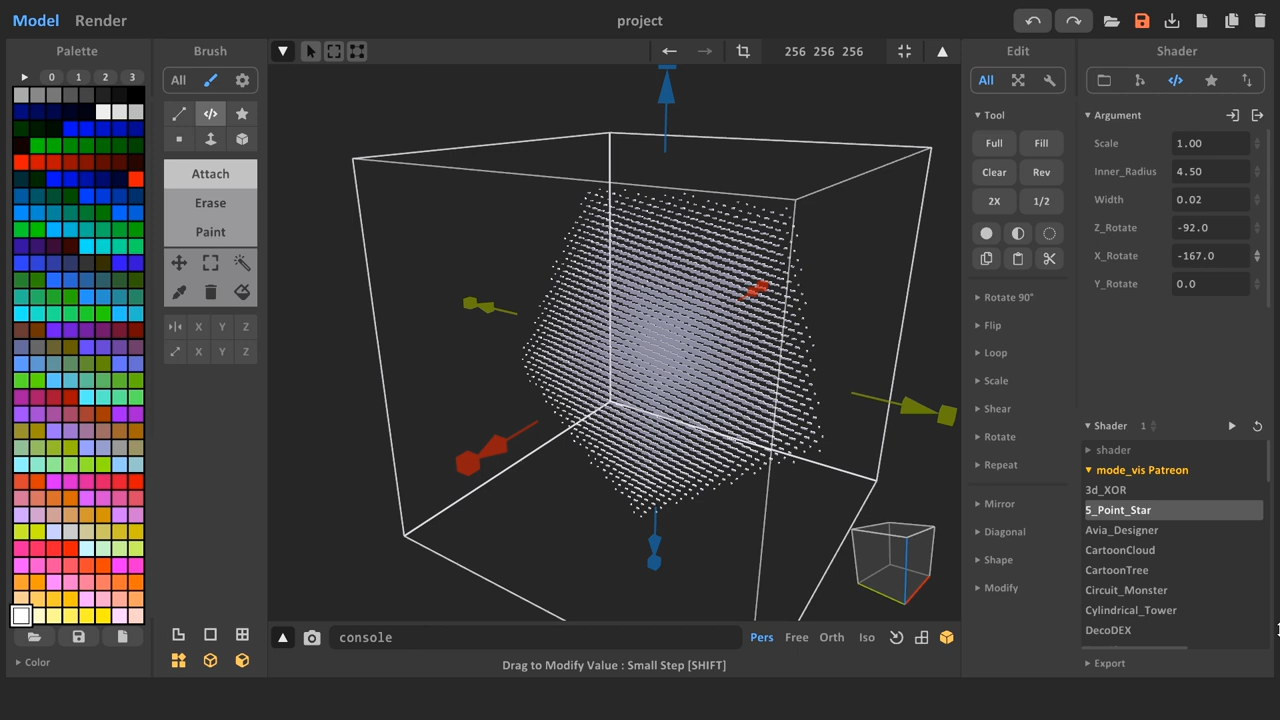 Model Render project
Palette
0 1 2 3
Color
Brush
All
Attach
Erase
Paint
X Y Z
X Y Z
256 256 256
console
Pers Free Orth Iso
Drag to Modify Value : Small Step [SHIFT]
Edit
All
Tool
Full Fill
Clear Rev
2X 1/2
Rotate 90°
Flip
Loop
Scale
Shear
Rotate
Repeat
Mirror
Diagonal
Shape
Modify
Shader
Argument
Scale 1.00
Inner_Radius 4.50
Width 0.02
Z_Rotate -92.0
X_Rotate -167.0
Y_Rotate 0.0
Shader 1
shader
mode_vis Patreon
3d_XOR
5_Point_Star
Avia_Designer
CartoonCloud
CartoonTree
Circuit_Monster
Cylindrical_Tower
DecoDEX
Export